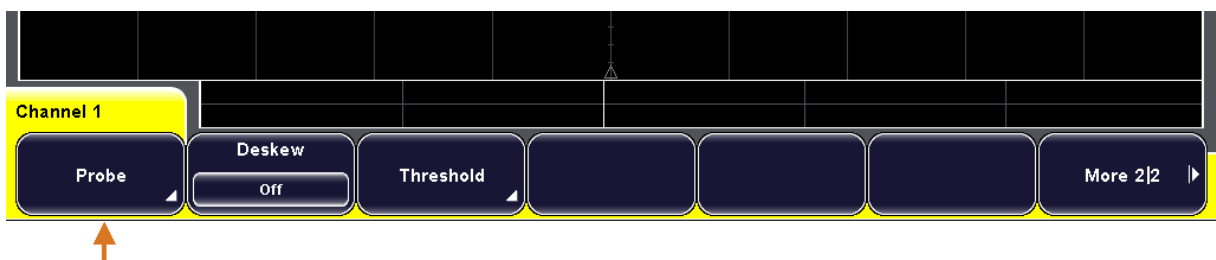 Channel 1
Probe
Deskew
Off
Threshold
More 2|2